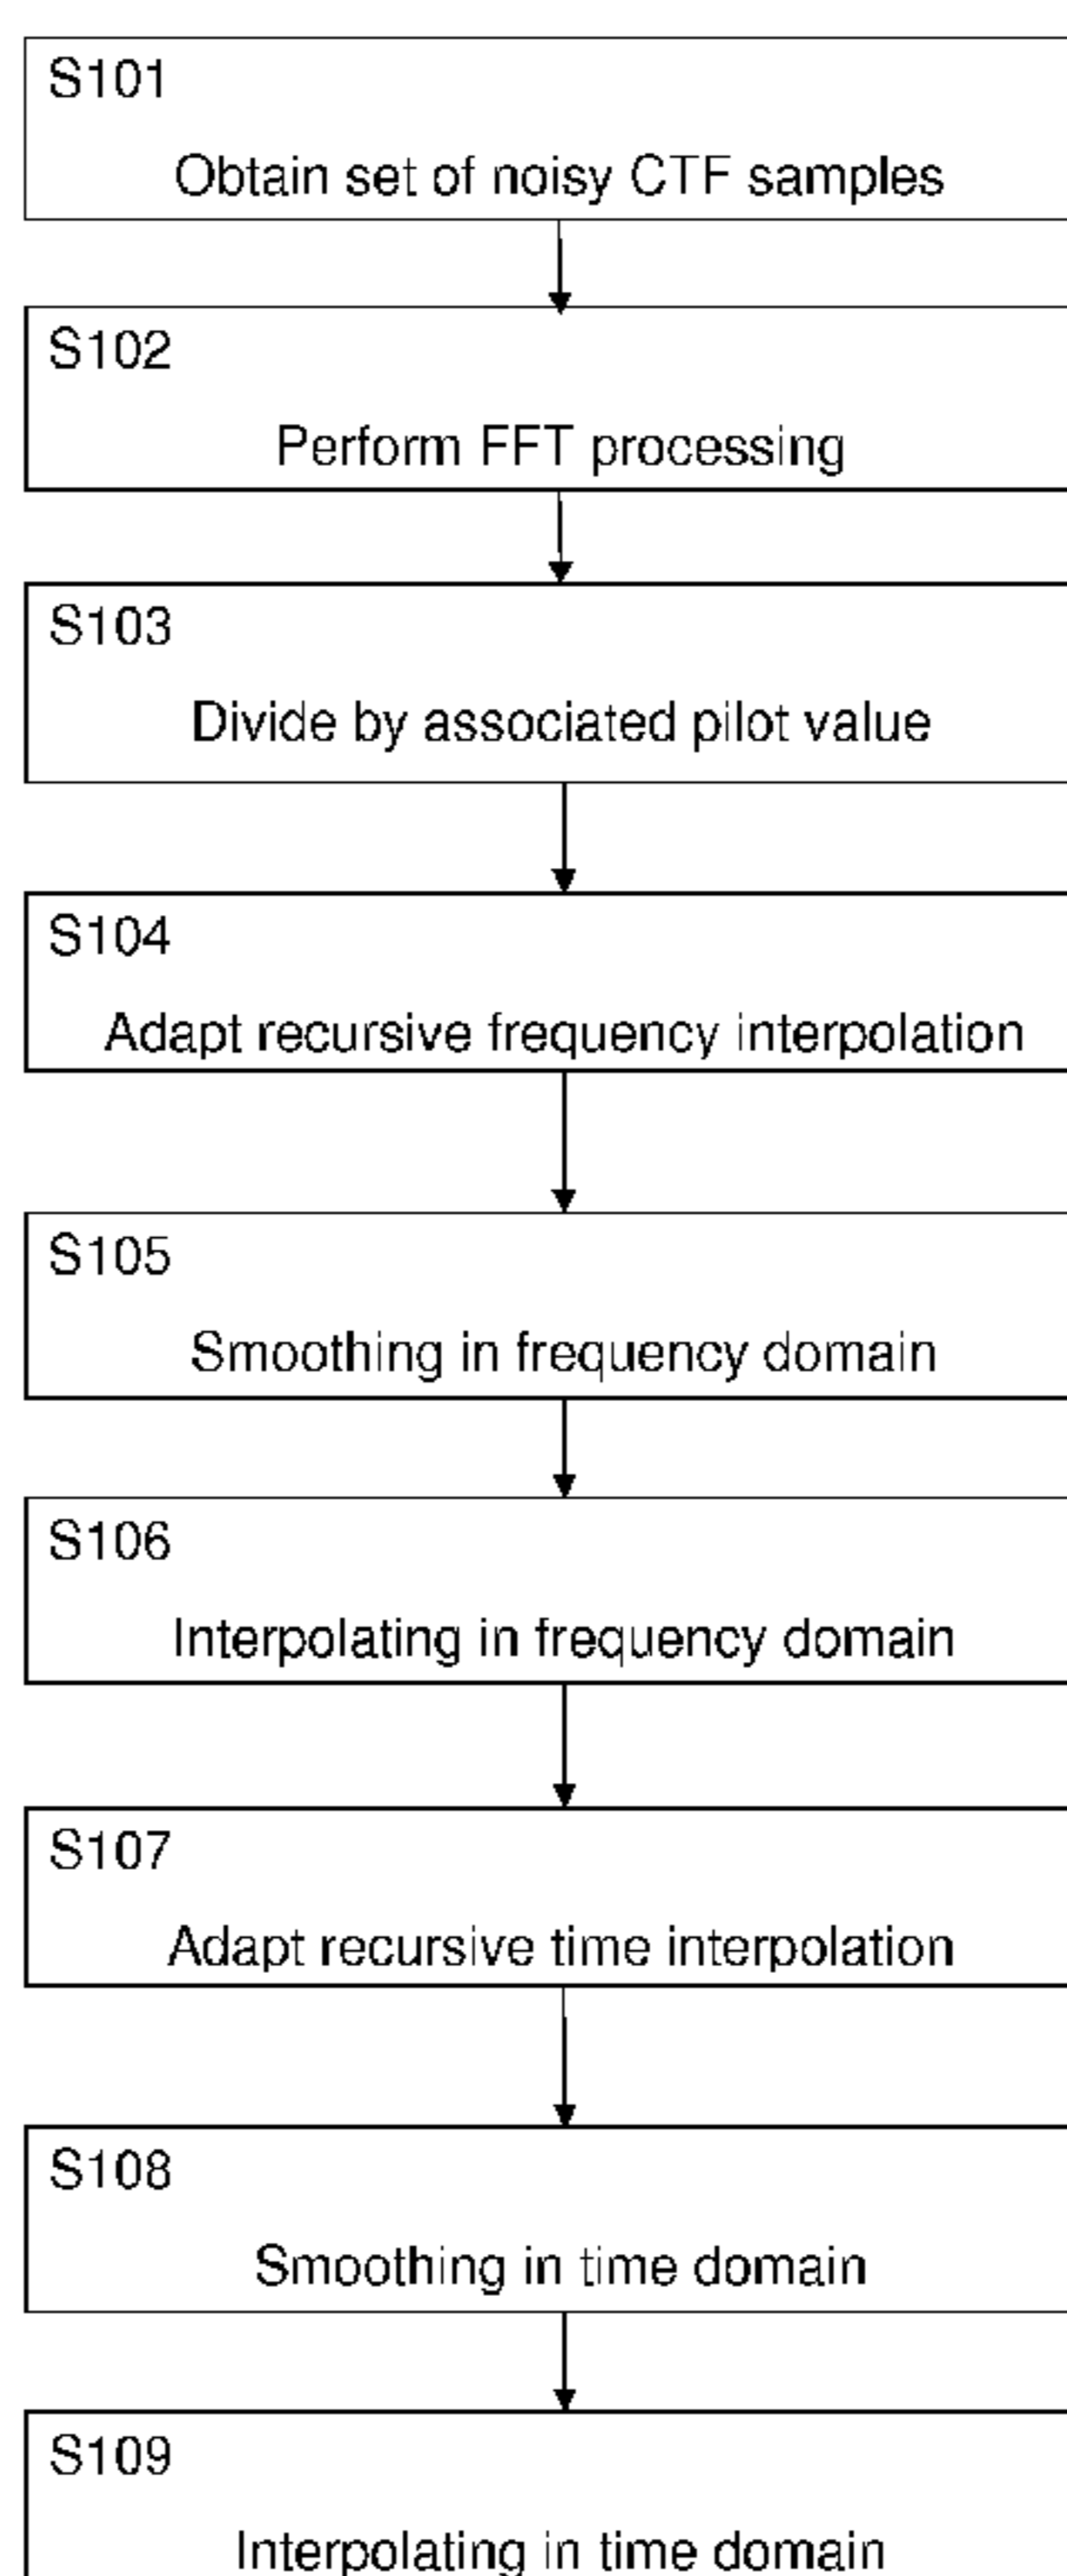 S101
Obtain set of noisy CTF samples
S102
Perform FFT processing
S103
Divide by associated pilot value
S104
Adapt recursive frequency interpolation
S105
Smoothing in frequency domain
S106
Interpolating in frequency domain
S107
Adapt recursive time interpolation
S108
Smoothing in time domain
S109
Interpolating in time domain